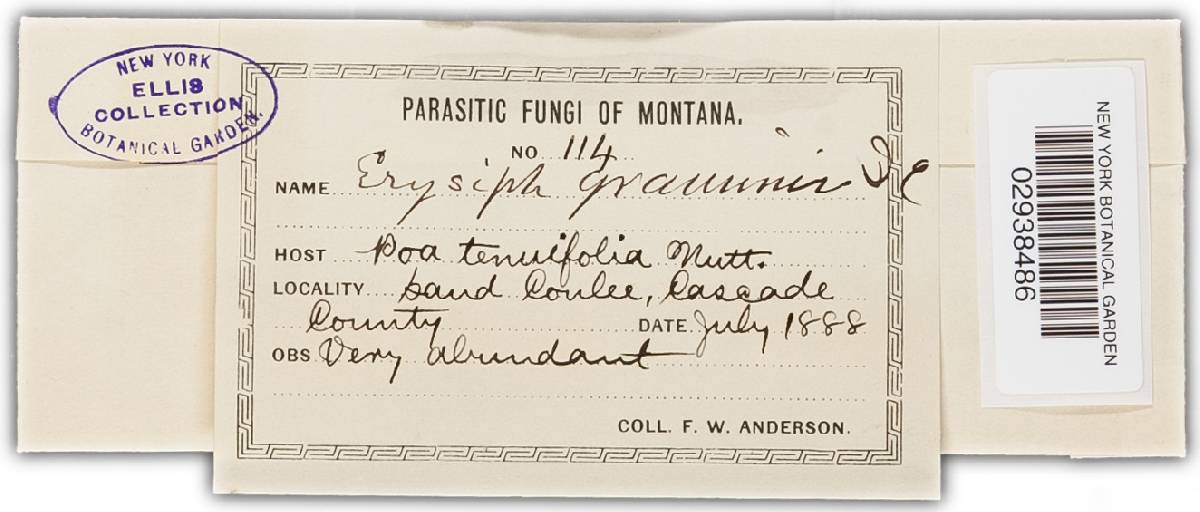 NEW YORK
ELLIS
COLLECTION
BOTANICAL GARDEN.
PARASITIC FUNGI OF MONTANA.
NO. 114
NAME Erysiph graminis DC
HOST Poa tenuifolia Nutt.
LOCALITY Sand Coulee, Cascade
County DATE July 1888
OBS. Very abundant
COLL. F. W. ANDERSON.
NEW YORK BOTANICAL GARDEN
02938486